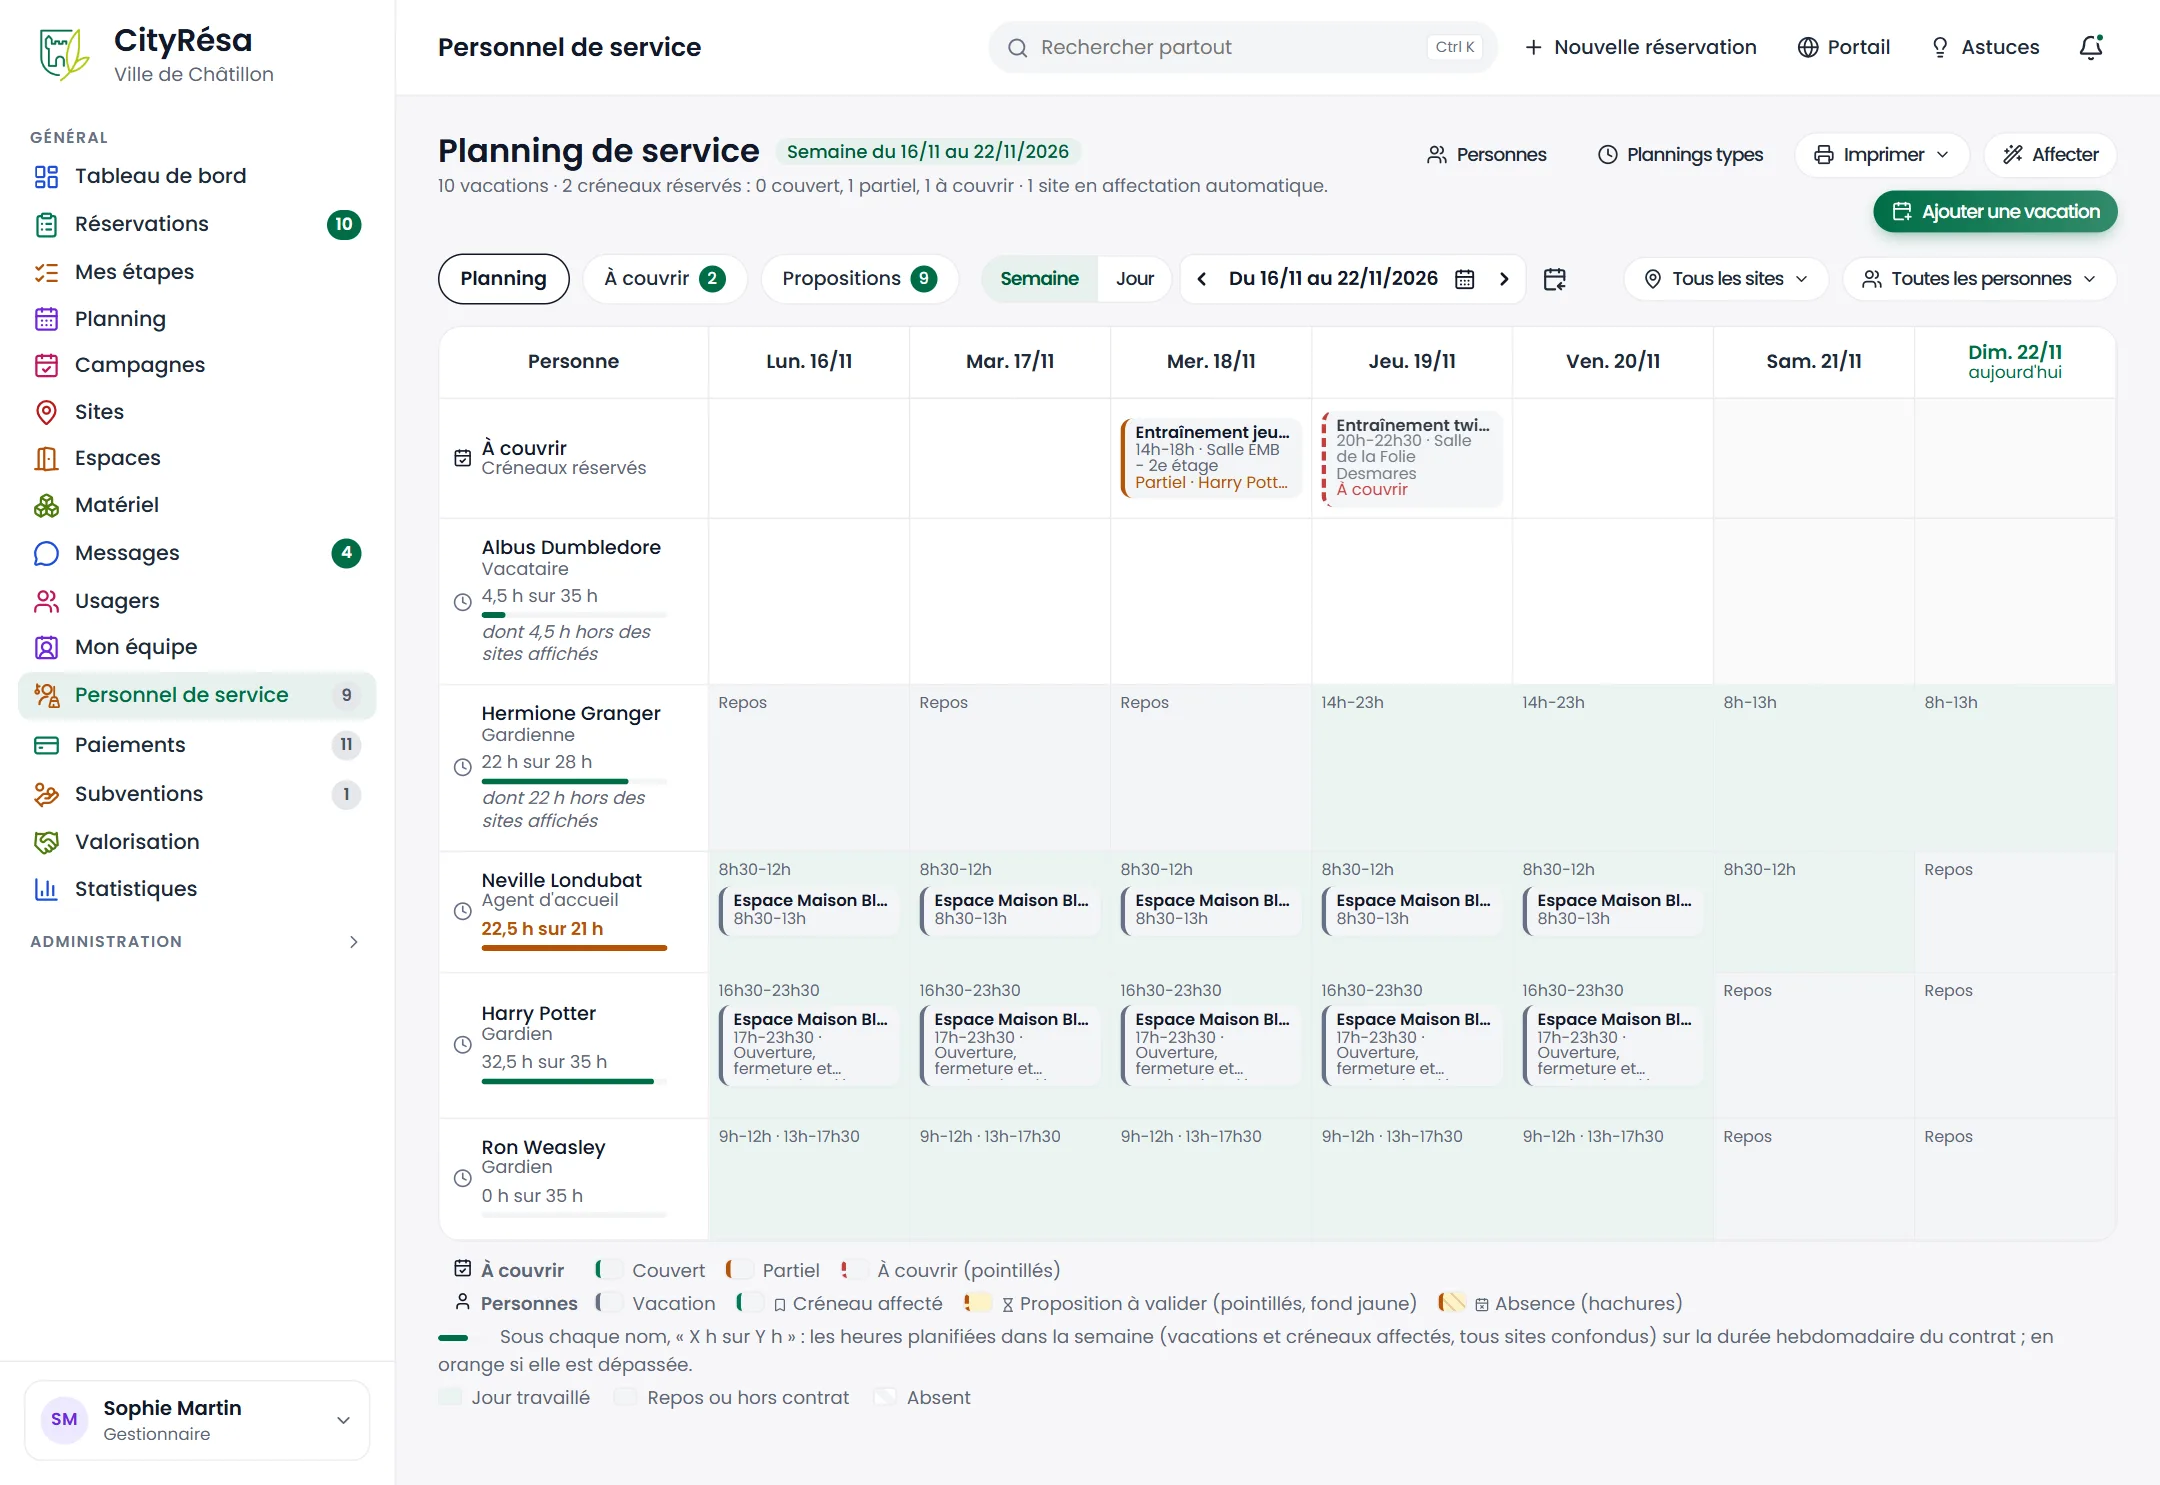 CityRésa
Ville de Châtillon
GÉNÉRAL
Tableau de bord
Réservations 10
Mes étapes
Planning
Campagnes
Sites
Espaces
Matériel
Messages 4
Usagers
Mon équipe
Personnel de service 9
Paiements 11
Subventions 1
Valorisation
Statistiques
ADMINISTRATION
SM
Sophie Martin
Gestionnaire
Personnel de service
Rechercher partout Ctrl K
Nouvelle réservation
Portail
Astuces
Planning de service
Semaine du 16/11 au 22/11/2026
10 vacations · 2 créneaux réservés : 0 couvert, 1 partiel, 1 à couvrir · 1 site en affectation automatique.
Personnes
Plannings types
Imprimer
Affecter
Ajouter une vacation
Planning
À couvrir 2
Propositions 9
Semaine
Jour
Du 16/11 au 22/11/2026
Tous les sites
Toutes les personnes
Personne
Lun. 16/11
Mar. 17/11
Mer. 18/11
Jeu. 19/11
Ven. 20/11
Sam. 21/11
Dim. 22/11
aujourd'hui
À couvrir
Créneaux réservés
Entraînement jeu...
14h-18h · Salle EMB
- 2e étage
Partiel · Harry Pott...
Entraînement twi...
20h-22h30 · Salle
de la Folie
Desmares
À couvrir
Albus Dumbledore
Vacataire
4,5 h sur 35 h
dont 4,5 h hors des
sites affichés
Hermione Granger
Gardienne
22 h sur 28 h
dont 22 h hors des
sites affichés
Repos
Repos
Repos
14h-23h
14h-23h
8h-13h
8h-13h
Neville Londubat
Agent d'accueil
22,5 h sur 21 h
8h30-12h
Espace Maison Bl...
8h30-13h
8h30-12h
Espace Maison Bl...
8h30-13h
8h30-12h
Espace Maison Bl...
8h30-13h
8h30-12h
Espace Maison Bl...
8h30-13h
8h30-12h
Espace Maison Bl...
8h30-13h
8h30-12h
Repos
Harry Potter
Gardien
32,5 h sur 35 h
16h30-23h30
Espace Maison Bl...
17h-23h30 ·
Ouverture,
fermeture et...
16h30-23h30
Espace Maison Bl...
17h-23h30 ·
Ouverture,
fermeture et...
16h30-23h30
Espace Maison Bl...
17h-23h30 ·
Ouverture,
fermeture et...
16h30-23h30
Espace Maison Bl...
17h-23h30 ·
Ouverture,
fermeture et...
16h30-23h30
Espace Maison Bl...
17h-23h30 ·
Ouverture,
fermeture et...
Repos
Repos
Ron Weasley
Gardien
0 h sur 35 h
9h-12h · 13h-17h30
9h-12h · 13h-17h30
9h-12h · 13h-17h30
9h-12h · 13h-17h30
9h-12h · 13h-17h30
Repos
Repos
À couvrir Couvert Partiel À couvrir (pointillés)
Personnes Vacation Créneau affecté Proposition à valider (pointillés, fond jaune) Absence (hachures)
Sous chaque nom, « X h sur Y h » : les heures planifiées dans la semaine (vacations et créneaux affectés, tous sites confondus) sur la durée hebdomadaire du contrat ; en
orange si elle est dépassée.
Jour travaillé Repos ou hors contrat Absent